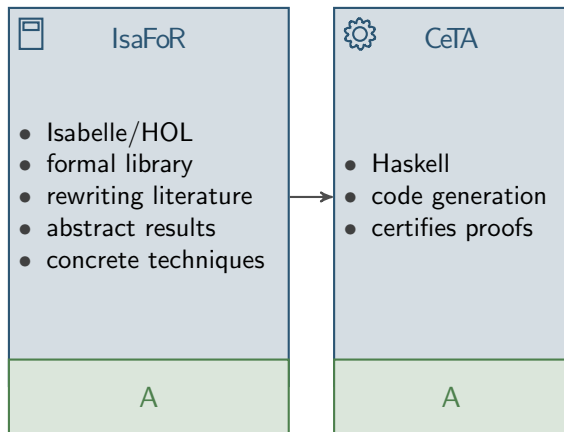 IsaFoR
• Isabelle/HOL
• formal library
• rewriting literature
• abstract results
• concrete techniques
A
CeTA
• Haskell
• code generation
• certifies proofs
A